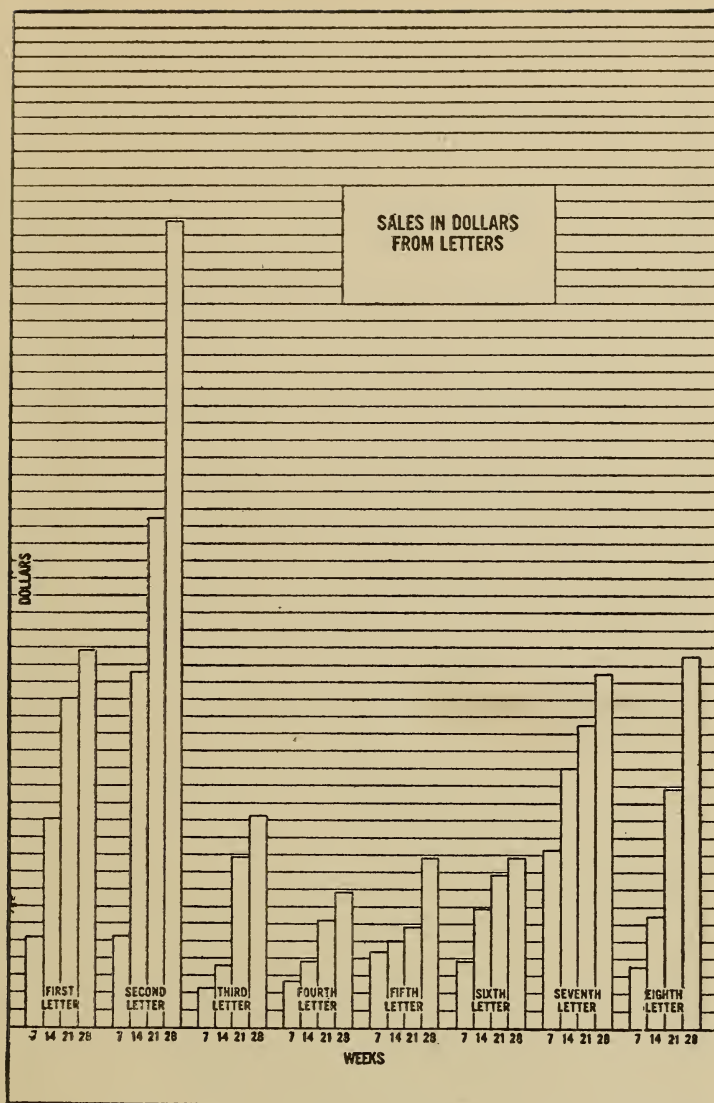 SALES IN DOLLARS
FROM LETTERS
DOLLARS
FIRST
LETTER
SECOND
LETTER
THIRD
LETTER
FOURTH
LETTER
FIFTH
LETTER
SIXTH
LETTER
SEVENTH
LETTER
EIGHTH
LETTER
7 14 21 28 7 14 21 28 7 14 21 28 7 14 21 28 7 14 21 28 7 14 21 28 7 14 21 28 7 14 21 28
WEEKS